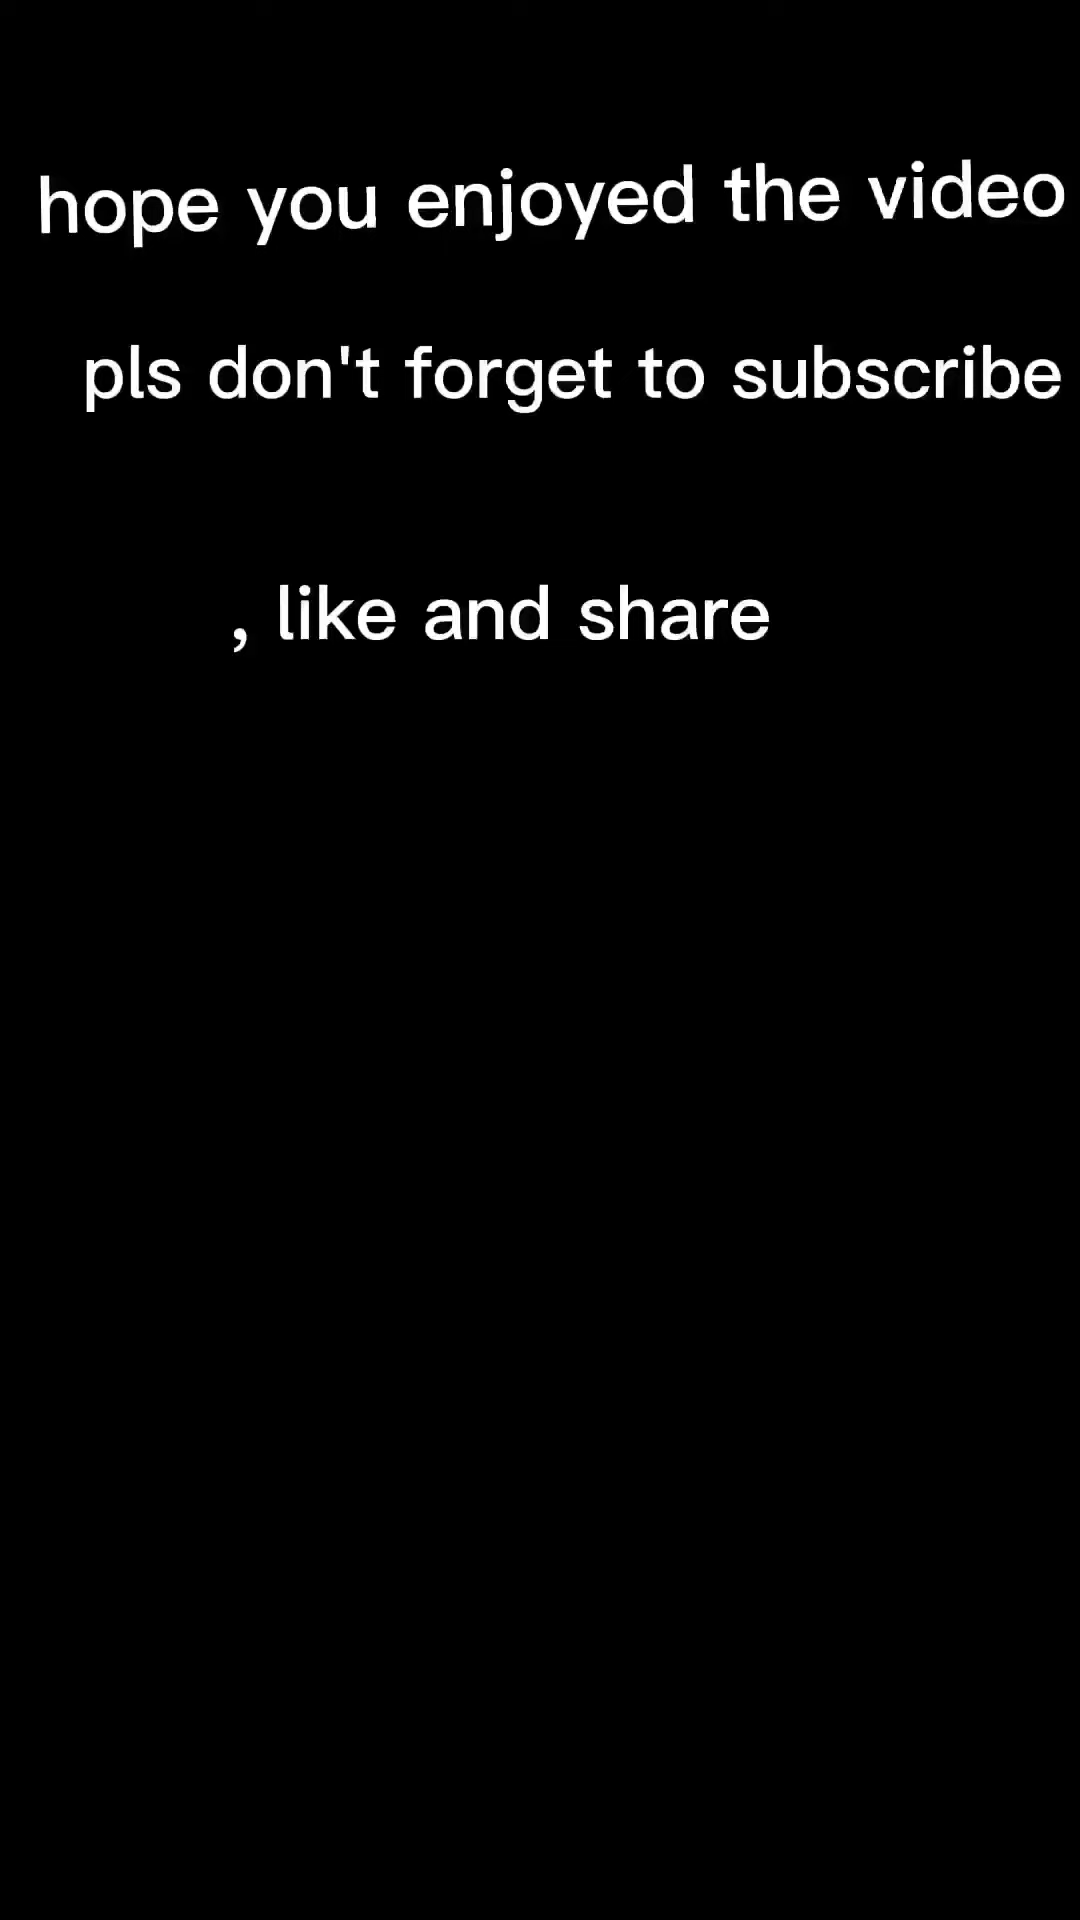 hope you enjoyed the video
pls don't forget to subscribe
, like and share